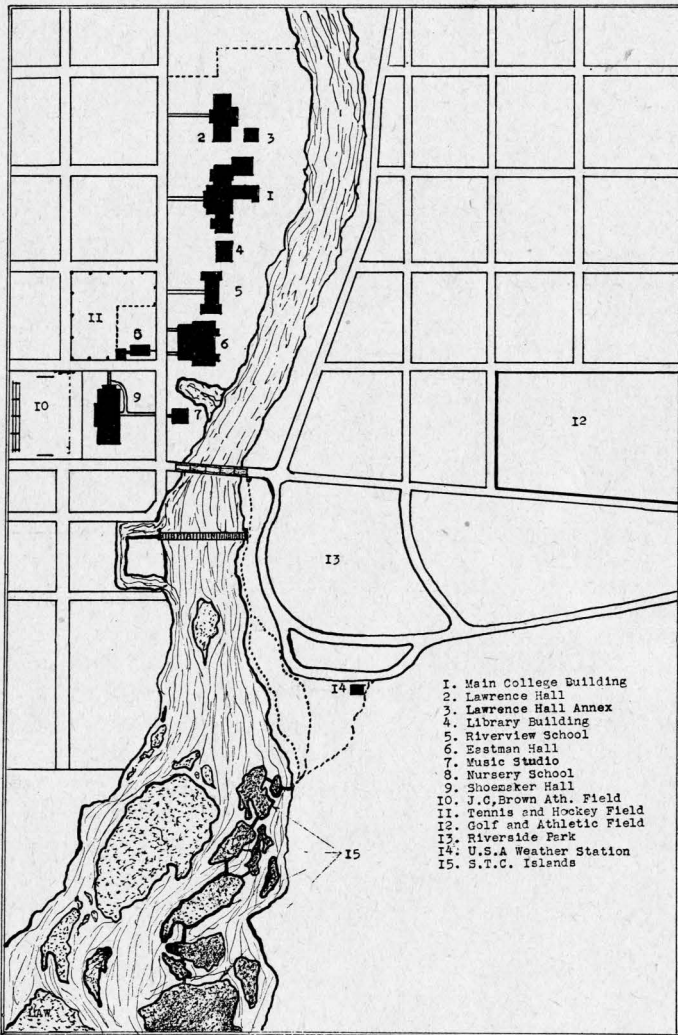 2
3
I
4
5
II
8
6
9
IO
7
I2
I3
I4
I5
I. Main College Building
2. Lawrence Hall
3. Lawrence Hall Annex
4. Library Building
5. Riverview School
6. Eastman Hall
7. Music Studio
8. Nursery School
9. Shoemaker Hall
IO. J.C,Brown Ath. Field
II. Tennis and Hockey Field
I2. Golf and Athletic Field
I3. Riverside Park
I4. U.S.A Weather Station
I5. S.T.C. Islands